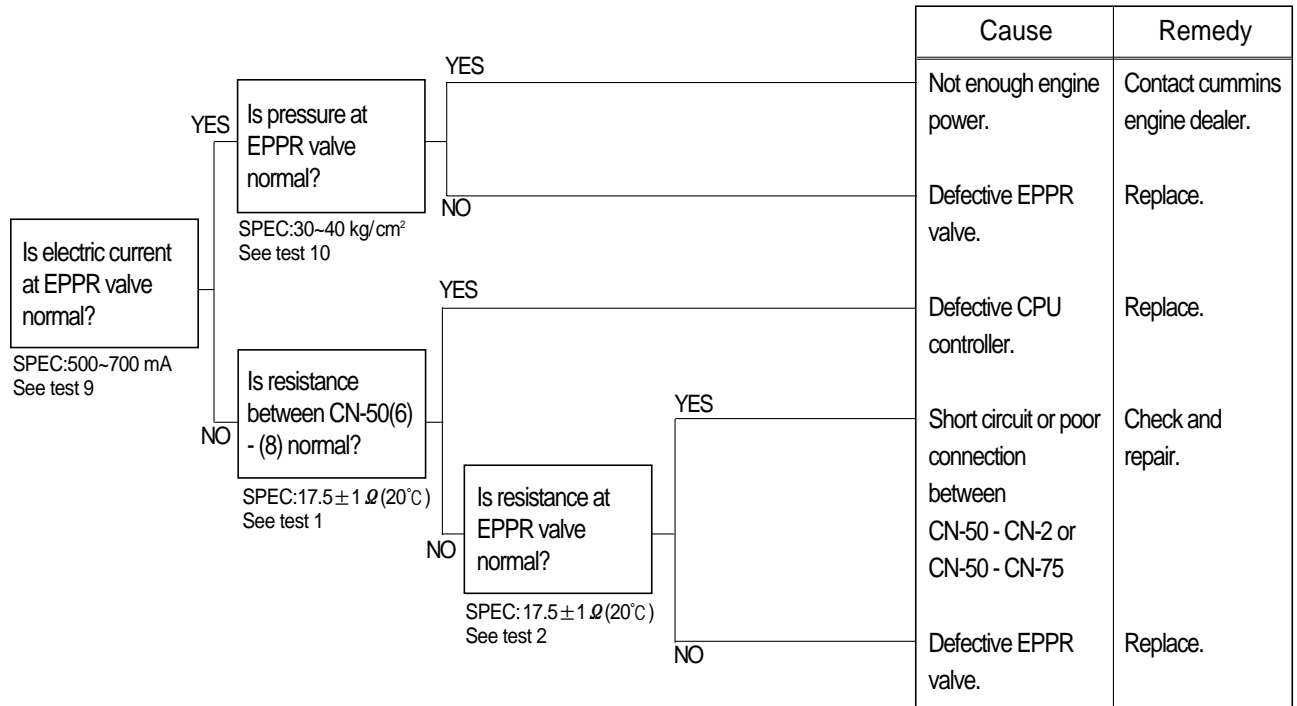 Cause
Remedy
YES
Not enough engine
power.
Contact cummins
engine dealer.
YES
Is pressure at
EPPR valve
normal?
NO
Defective EPPR
valve.
Replace.
SPEC:30~40 kg/cm²
See test 10
Is electric current
at EPPR valve
normal?
SPEC:500~700 mA
See test 9
YES
Defective CPU
controller.
Replace.
NO
Is resistance
between CN-50(6)
- (8) normal?
SPEC:17.5±1 Ω(20℃)
See test 1
YES
Short circuit or poor
connection
between
CN-50 - CN-2 or
CN-50 - CN-75
Check and
repair.
NO
Is resistance at
EPPR valve
normal?
SPEC:17.5±1 Ω(20℃)
See test 2
NO
Defective EPPR
valve.
Replace.